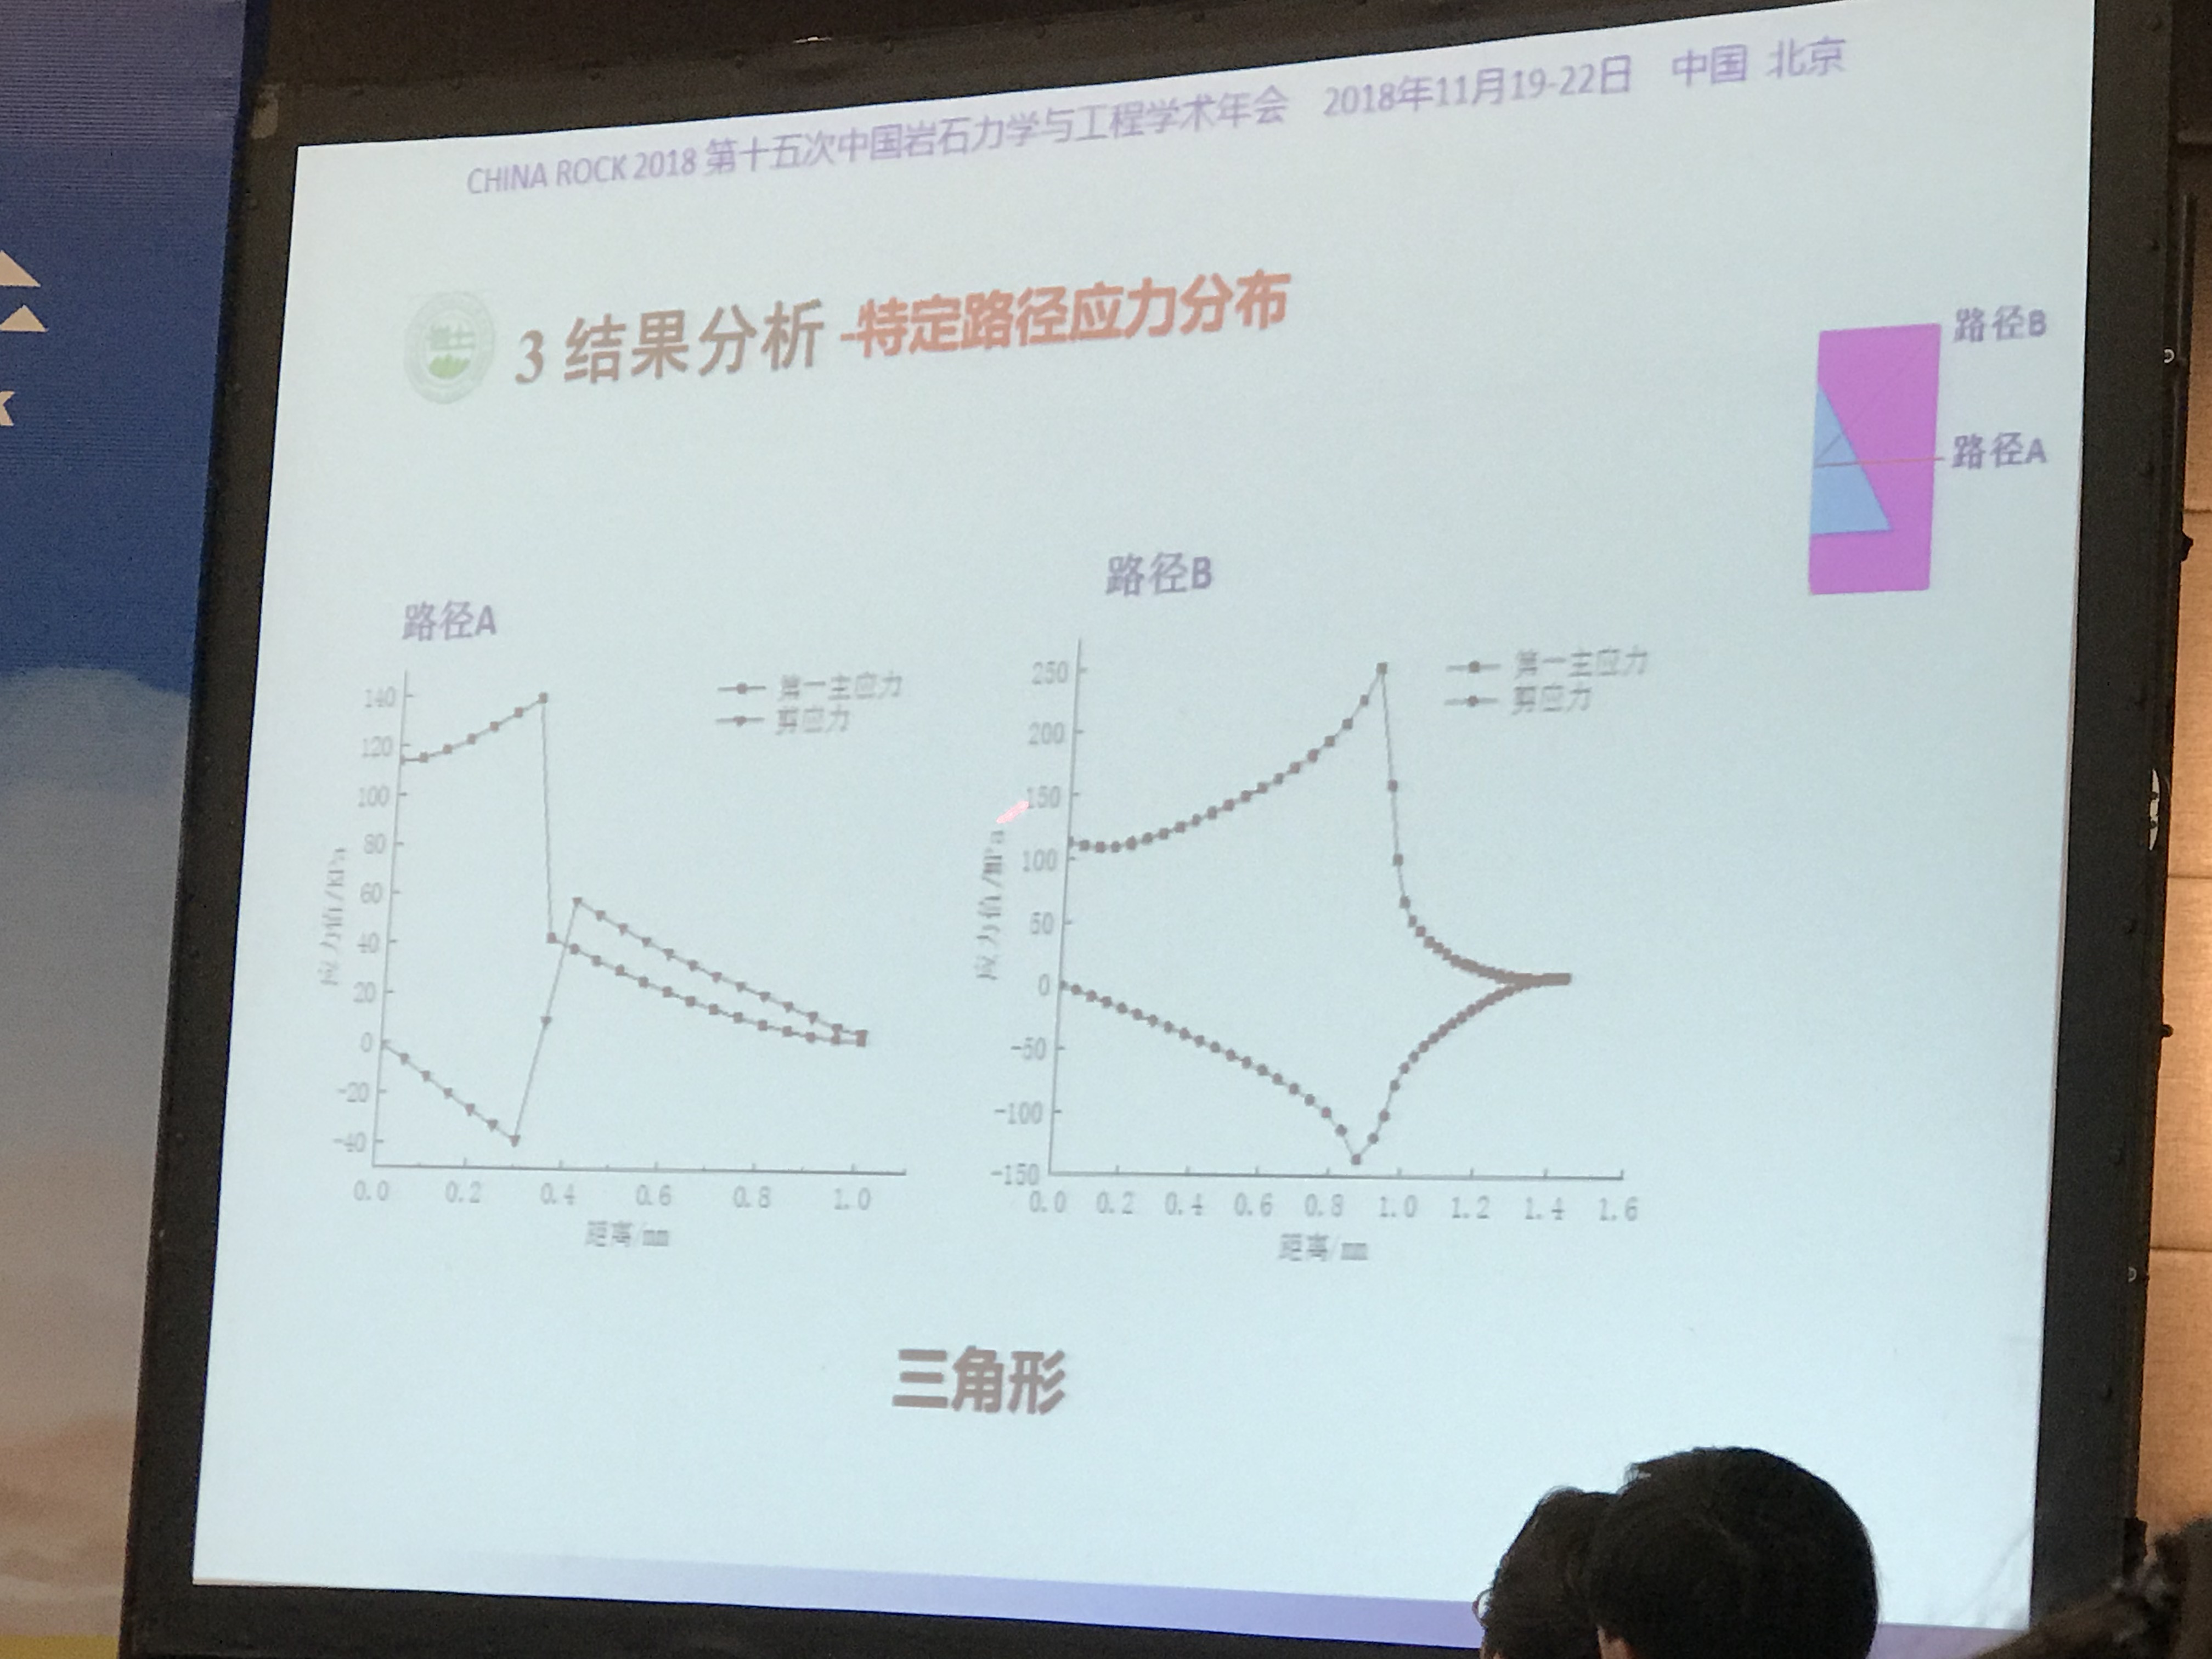 CHINA ROCK 2018 第十五次中国岩石力学与工程学术年会 2018年11月19-22日 中国 北京
3 结果分析 -特定路径应力分布
路径B
路径A
路径A
第一主应力
剪应力
140
120
100
80
60
40
20
0
-20
-40
应力值/KPa
0.0 0.2 0.4 0.6 0.8 1.0
距离/mm
路径B
第一主应力
剪应力
250
200
150
100
50
0
-50
-100
-150
应力值/MPa
0.0 0.2 0.4 0.6 0.8 1.0 1.2 1.4 1.6
距离/mm
三角形